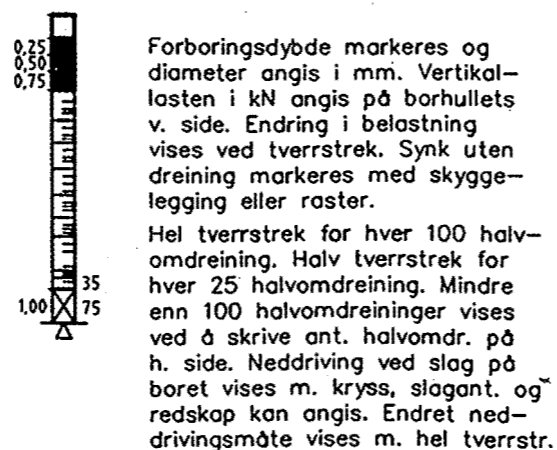 0,25
0,50
0,75
35
1,00
75
Forboringsdybde markeres og
diameter angis i mm. Vertikal–
lasten i kN angis på borhullets
v. side. Endring i belastning
vises ved tverrstrek. Synk uten
dreining markeres med skygge–
legging eller raster.
Hel tverrstrek for hver 100 halv–
omdreining. Halv tverrstrek for
hver 25 halvomdreining. Mindre
enn 100 halvomdreininger vises
ved å skrive ant. halvomdr. på
h. side. Neddriving ved slag på
boret vises m. kryss, slagant. og
redskap kan angis. Endret ned–
drivingsmåte vises m. hel tverrstr.